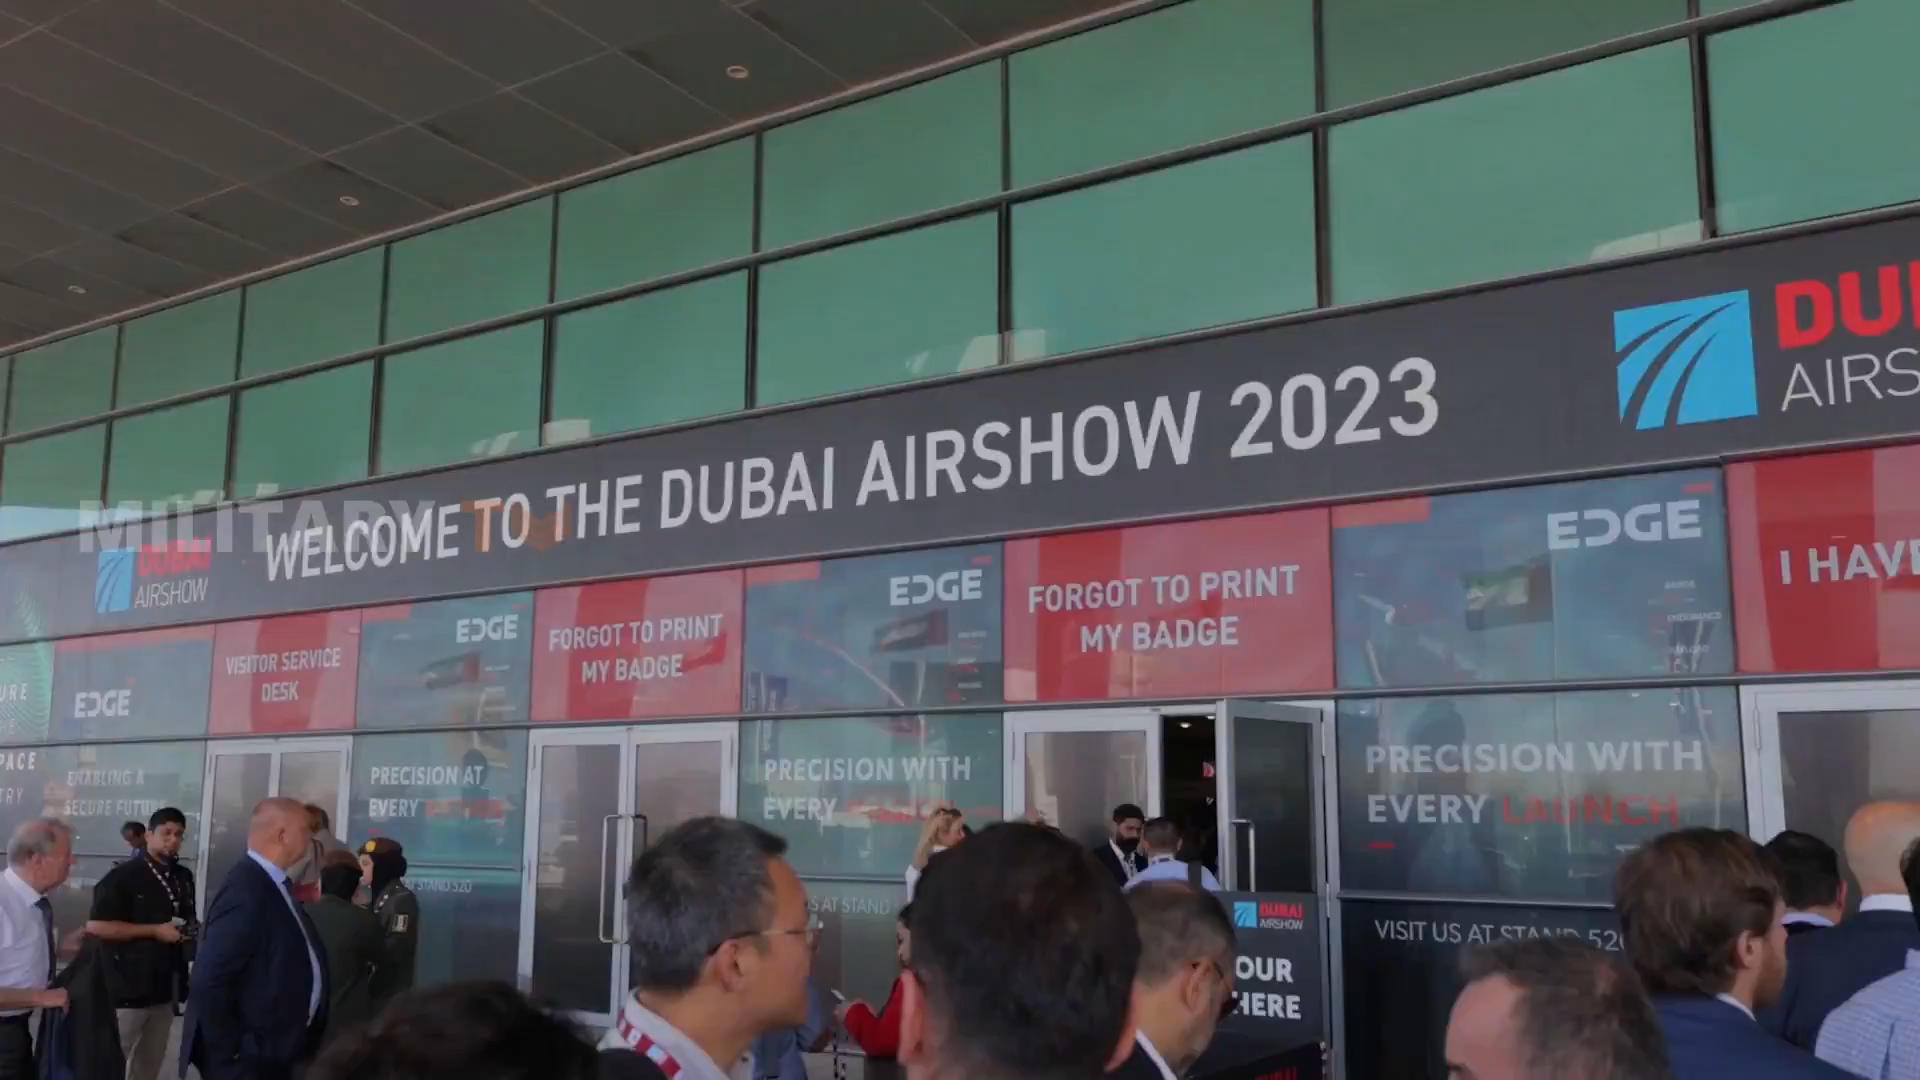 WELCOME TO THE DUBAI AIRSHOW 2023
DUBAI
AIRSHOW
MILITARY
EDGE
VISITOR SERVICE
DESK
EDGE
FORGOT TO PRINT
MY BADGE
EDGE
FORGOT TO PRINT
MY BADGE
EDGE
I HAVE
ENABLING A
SECURE FUTURE
PRECISION AT
EVERY
PRECISION WITH
EVERY
PRECISION WITH
EVERY LAUNCH
AT STAND 520
US AT STAND
VISIT US AT STAND 520
DUBAI
AIRSHOW
OUR
HERE